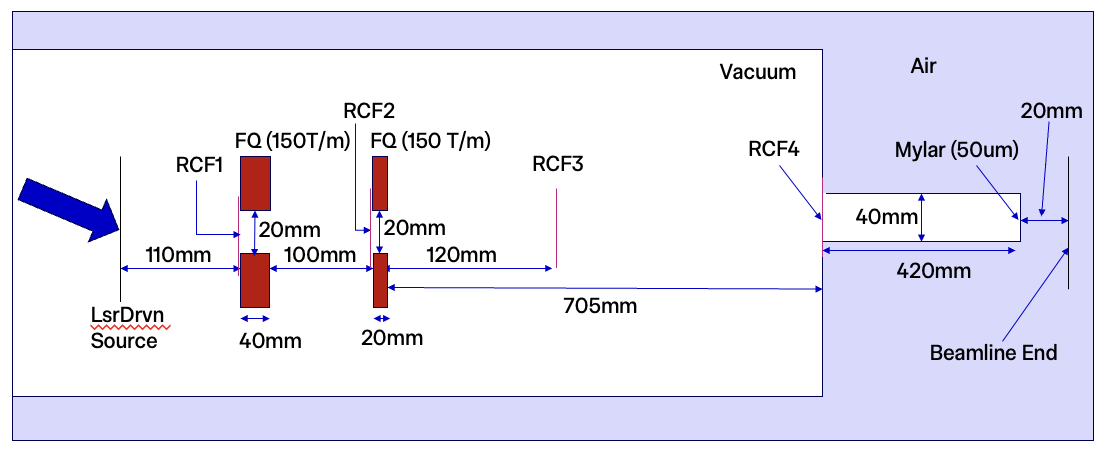 Vacuum
Air
RCF2
20mm
FQ (150T/m)
FQ (150 T/m)
RCF1
RCF3
RCF4
Mylar (50um)
20mm
20mm
40mm
110mm
100mm
120mm
420mm
705mm
LsrDrvn
Source
40mm
20mm
Beamline End